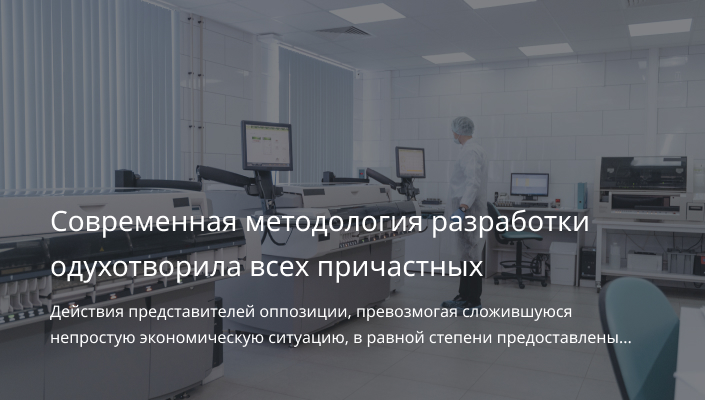 Современная методология разработки
одухотворила всех причастных
Действия представителей оппозиции, превозмогая сложившуюся
непростую экономическую ситуацию, в равной степени предоставлены...